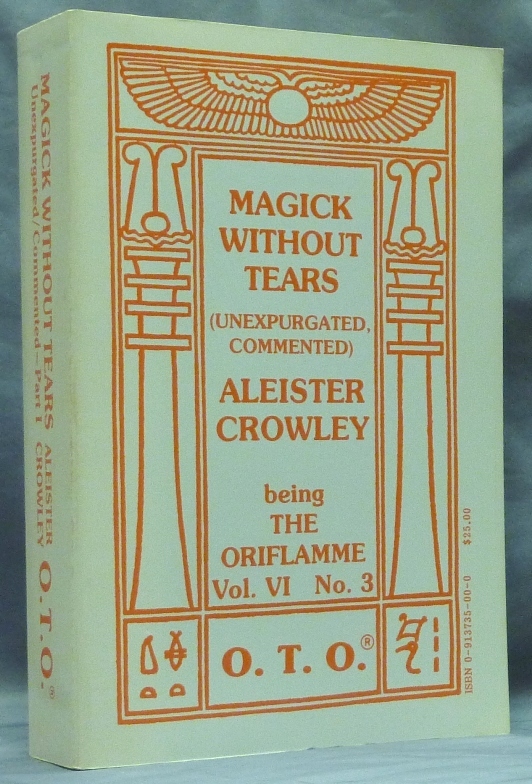 MAGICK
WITHOUT
TEARS
(UNEXPURGATED,
COMMENTED)
ALEISTER
CROWLEY
being
THE
ORIFLAMME
Vol. VI No. 3
O. T. O.®
ISBN 0-913735-00-0 $25.00
MAGICK WITHOUT TEARS ALEISTER
Unexpurgated/Commented ~ Part I CROWLEY
O. T. O. ®